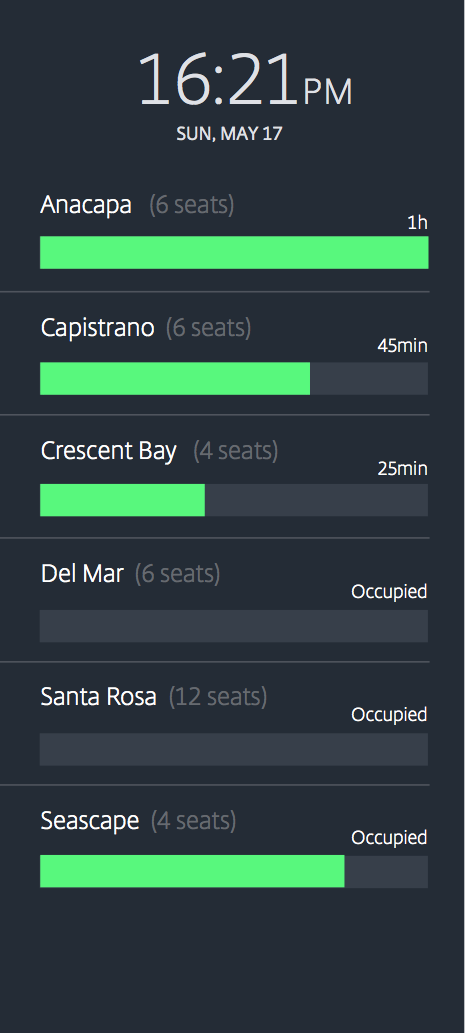 16:21PM
SUN, MAY 17
Anacapa (6 seats)
1h
Capistrano (6 seats)
45min
Crescent Bay (4 seats)
25min
Del Mar (6 seats)
Occupied
Santa Rosa (12 seats)
Occupied
Seascape (4 seats)
Occupied